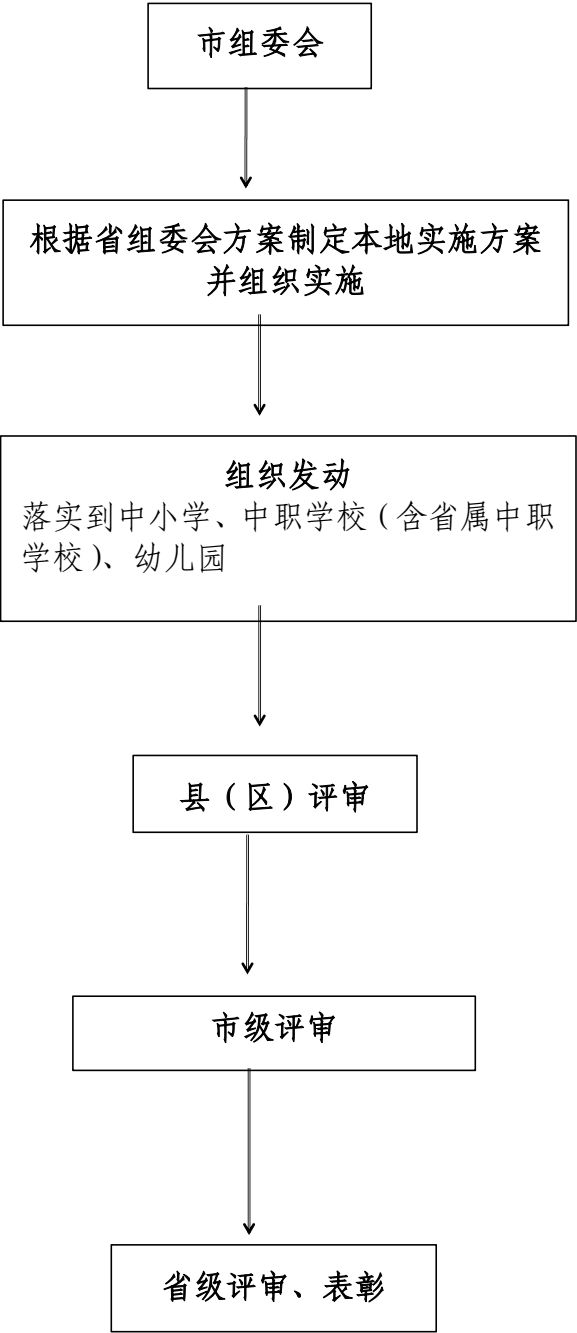 市组委会
根据省组委会方案制定本地实施方案
并组织实施
组织发动
落实到中小学、中职学校（含省属中职
学校）、幼儿园
县（区）评审
市级评审
省级评审、表彰